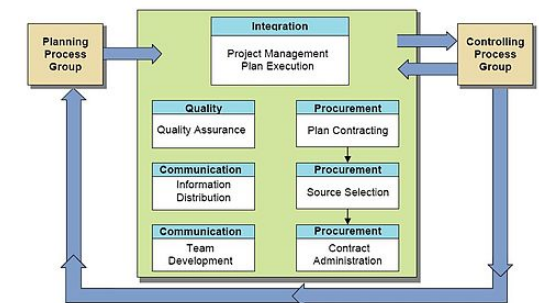 Planning
Process
Group
Integration
Project Management
Plan Execution
Controlling
Process
Group
Quality
Quality Assurance
Procurement
Plan Contracting
Communication
Information
Distribution
Procurement
Source Selection
Communication
Team
Development
Procurement
Contract
Administration